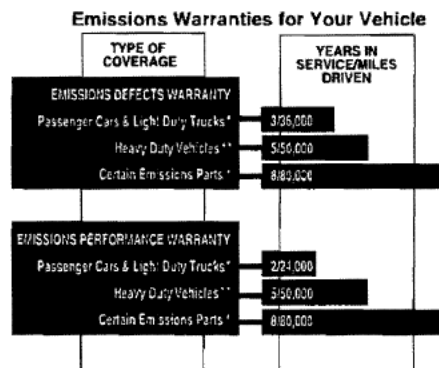 Emissions Warranties for Your Vehicle
TYPE OF
COVERAGE
YEARS IN
SERVICE/MILES
DRIVEN
EMISSIONS DEFECTS WARRANTY
Passenger Cars & Light Duty Trucks*
3/36,000
Heavy Duty Vehicles**
5/50,000
Certain Emissions Parts*
8/80,000
EMISSIONS PERFORMANCE WARRANTY
Passenger Cars & Light Duty Trucks*
2/24,000
Heavy Duty Vehicles**
5/50,000
Certain Emissions Parts*
8/80,000